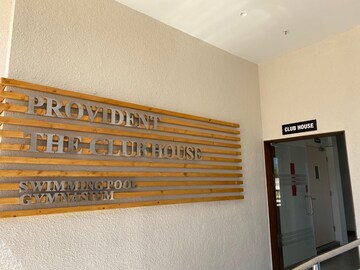 PROVIDENT
THE CLUB HOUSE
SWIMMING POOL
GYMNASIUM
CLUB HOUSE